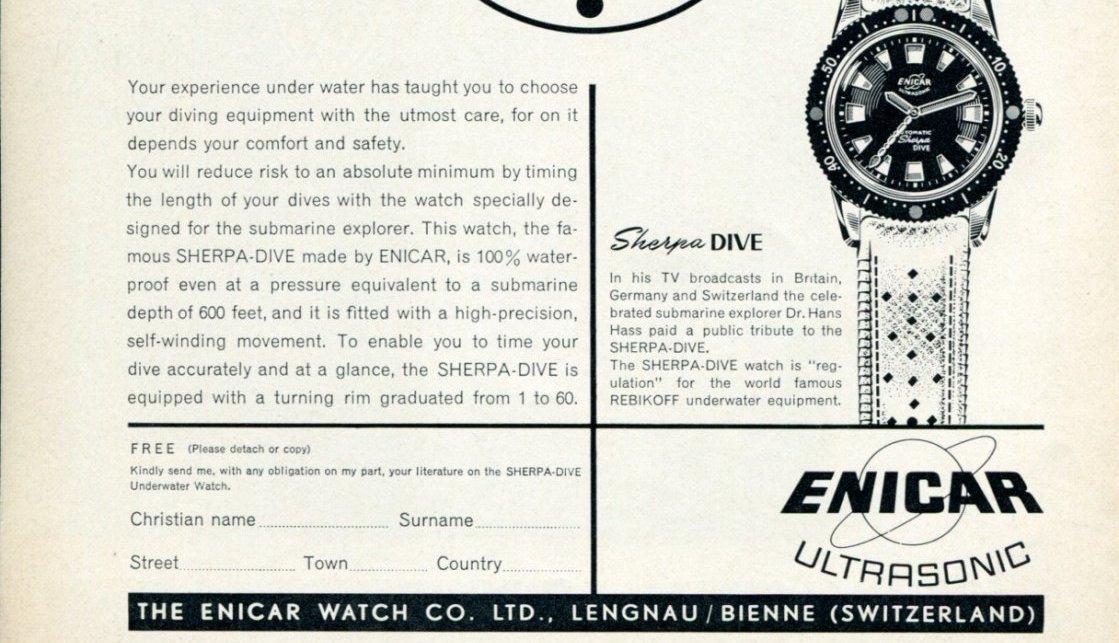 Your experience under water has taught you to choose
your diving equipment with the utmost care, for on it
depends your comfort and safety.
You will reduce risk to an absolute minimum by timing
the length of your dives with the watch specially de-
signed for the submarine explorer. This watch, the fa-
mous SHERPA-DIVE made by ENICAR, is 100% water-
proof even at a pressure equivalent to a submarine
depth of 600 feet, and it is fitted with a high-precision,
self-winding movement. To enable you to time your
dive accurately and at a glance, the SHERPA-DIVE is
equipped with a turning rim graduated from 1 to 60.
50
10
20
40
ENICAR
ULTRASONIC
AUTOMATIC
Sherpa
DIVE
Sherpa DIVE
In his TV broadcasts in Britain,
Germany and Switzerland the cele-
brated submarine explorer Dr. Hans
Hass paid a public tribute to the
SHERPA-DIVE.
The SHERPA-DIVE watch is "reg-
ulation" for the world famous
REBIKOFF underwater equipment.
FREE (Please detach or copy)
Kindly send me, with any obligation on my part, your literature on the SHERPA-DIVE
Underwater Watch.
Christian name Surname
Street Town Country
ENICAR
ULTRASONIC
THE ENICAR WATCH CO. LTD., LENGNAU/BIENNE (SWITZERLAND)